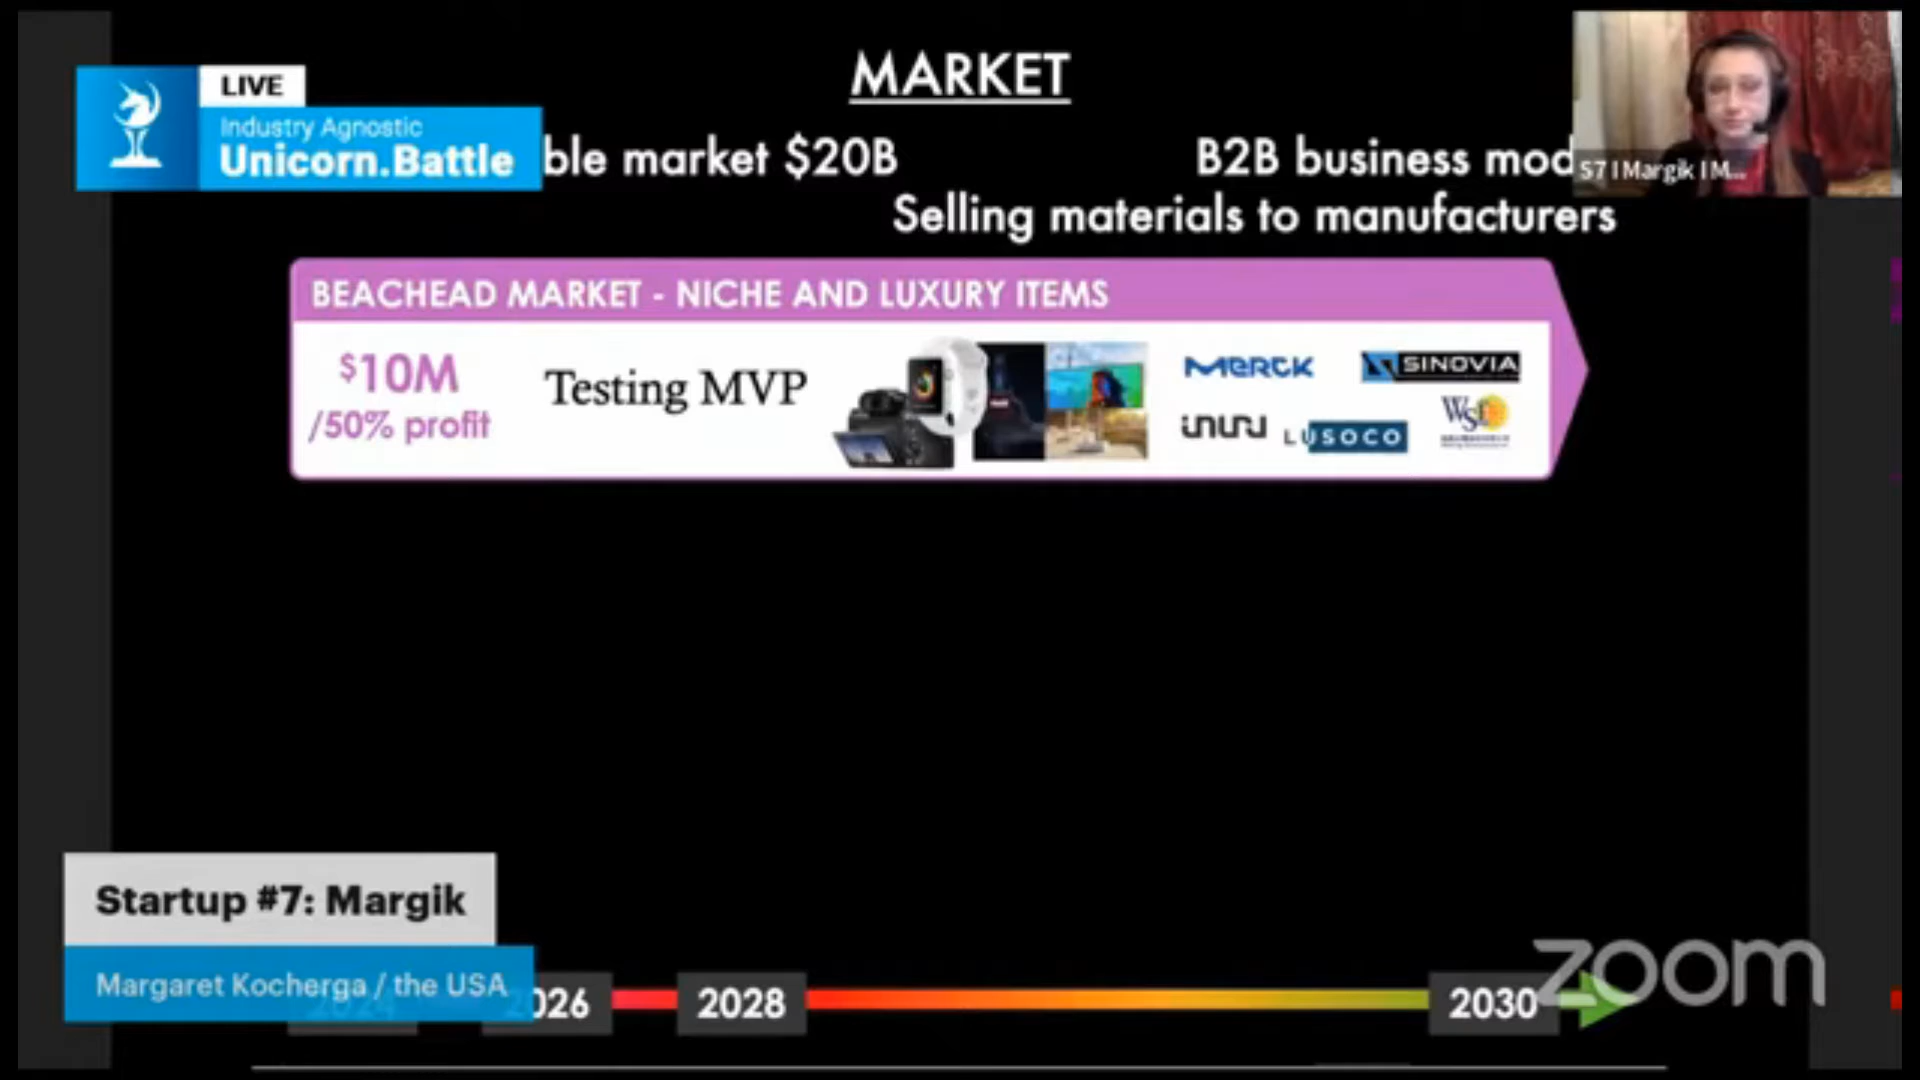 MARKET
LIVE
Industry Agnostic
Unicorn.Battle
ble market $20B
B2B business mod
S7 I Margik I M...
Selling materials to manufacturers
BEACHEAD MARKET - NICHE AND LUXURY ITEMS
$10M
/50% profit
Testing MVP
MERCK
SINOVIA
inuru
LUSOCO
Startup #7: Margik
Margaret Kocherga / the USA
2024
026
2028
2030
zoom